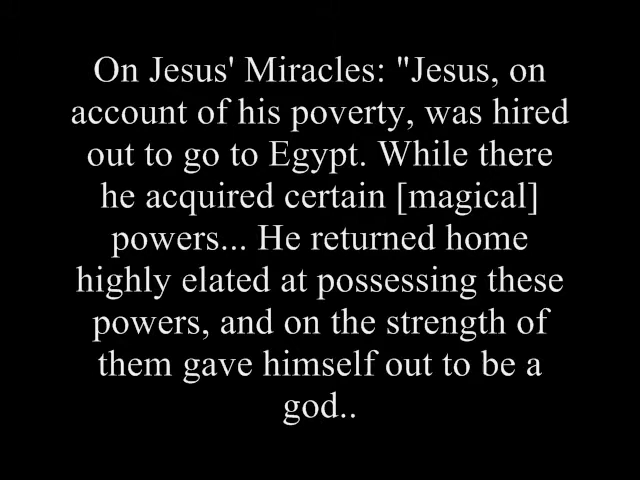 On Jesus' Miracles: "Jesus, on
account of his poverty, was hired
out to go to Egypt. While there
he acquired certain [magical]
powers... He returned home
highly elated at possessing these
powers, and on the strength of
them gave himself out to be a
god..